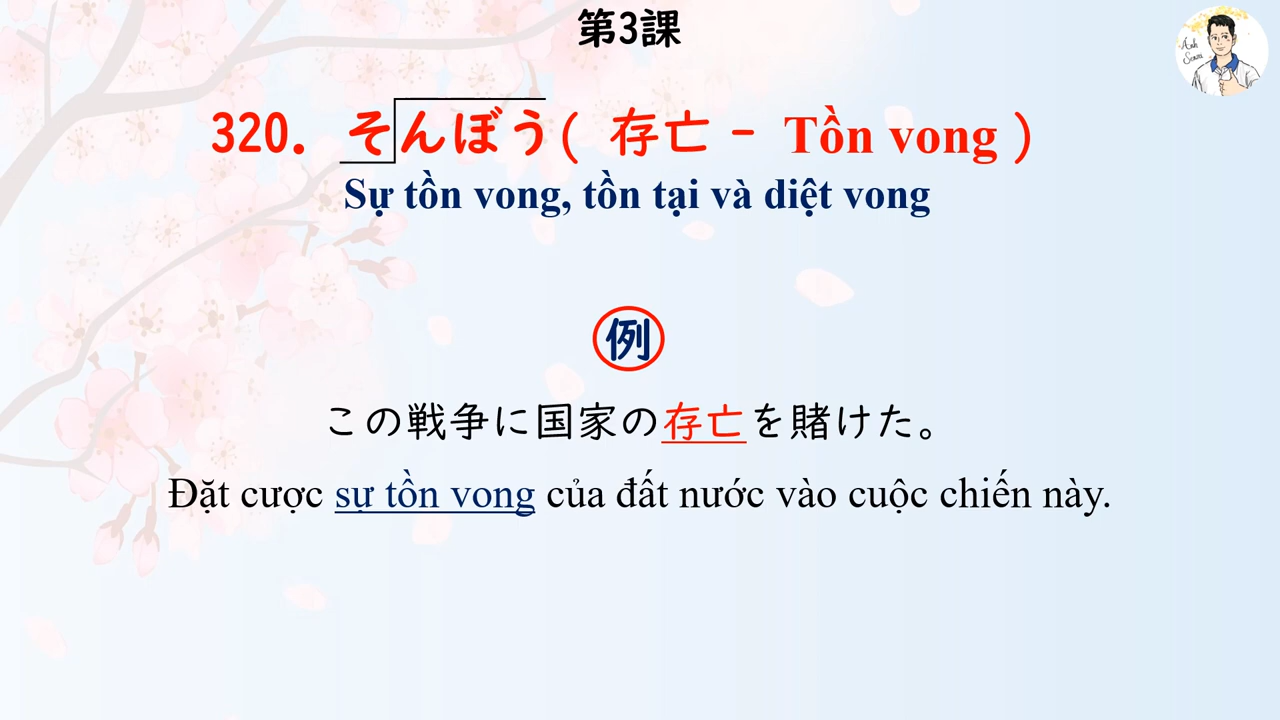 第3課
320. そんぼう( 存亡 - Tồn vong )
Sự tồn vong, tồn tại và diệt vong
例
この戦争に国家の存亡を賭けた。
Đặt cược sự tồn vong của đất nước vào cuộc chiến này.
Anh
Sensei